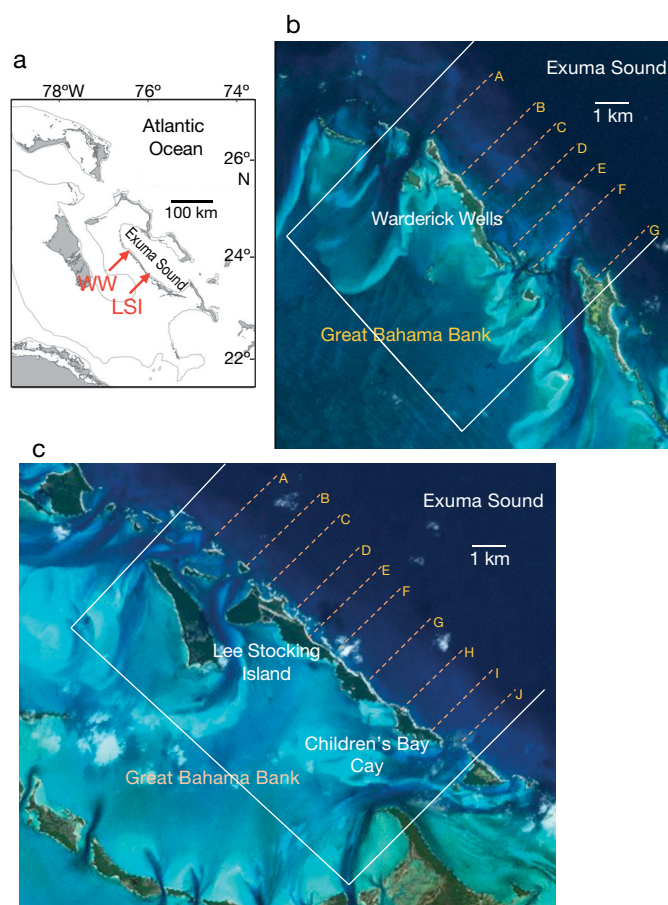 a
78°W
76°
74°
Atlantic
Ocean
26°
N
100 km
Exuma Sound
24°
WW
LSI
22°
b
Exuma Sound
1 km
A
B
C
D
E
F
G
Warderick Wells
Great Bahama Bank
c
Exuma Sound
1 km
A
B
C
D
E
F
G
H
I
J
Lee Stocking
Island
Children's Bay
Cay
Great Bahama Bank